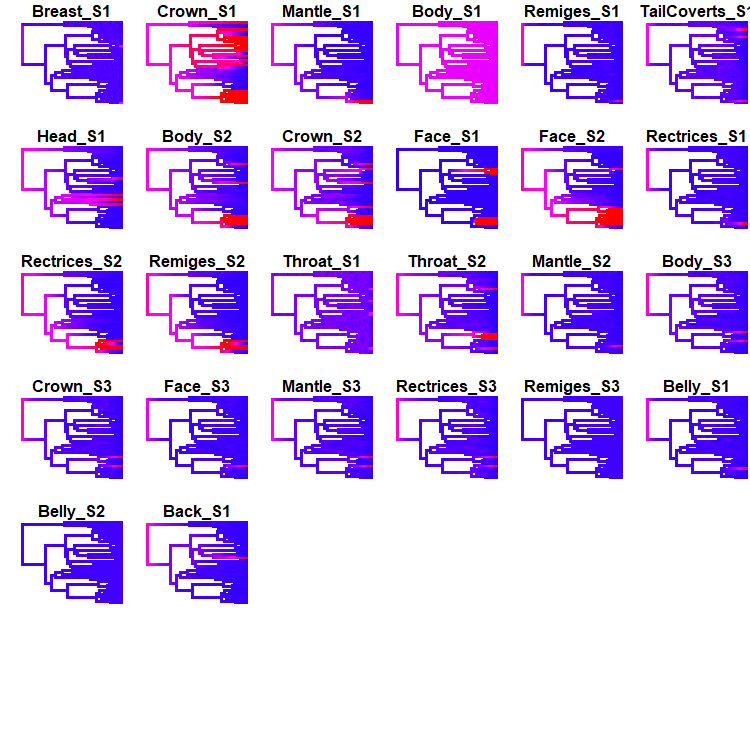 Breast_S1 Crown_S1 Mantle_S1 Body_S1 Remiges_S1 TailCoverts_S1
Head_S1 Body_S2 Crown_S2 Face_S1 Face_S2 Rectrices_S1
Rectrices_S2 Remiges_S2 Throat_S1 Throat_S2 Mantle_S2 Body_S3
Crown_S3 Face_S3 Mantle_S3 Rectrices_S3 Remiges_S3 Belly_S1
Belly_S2 Back_S1